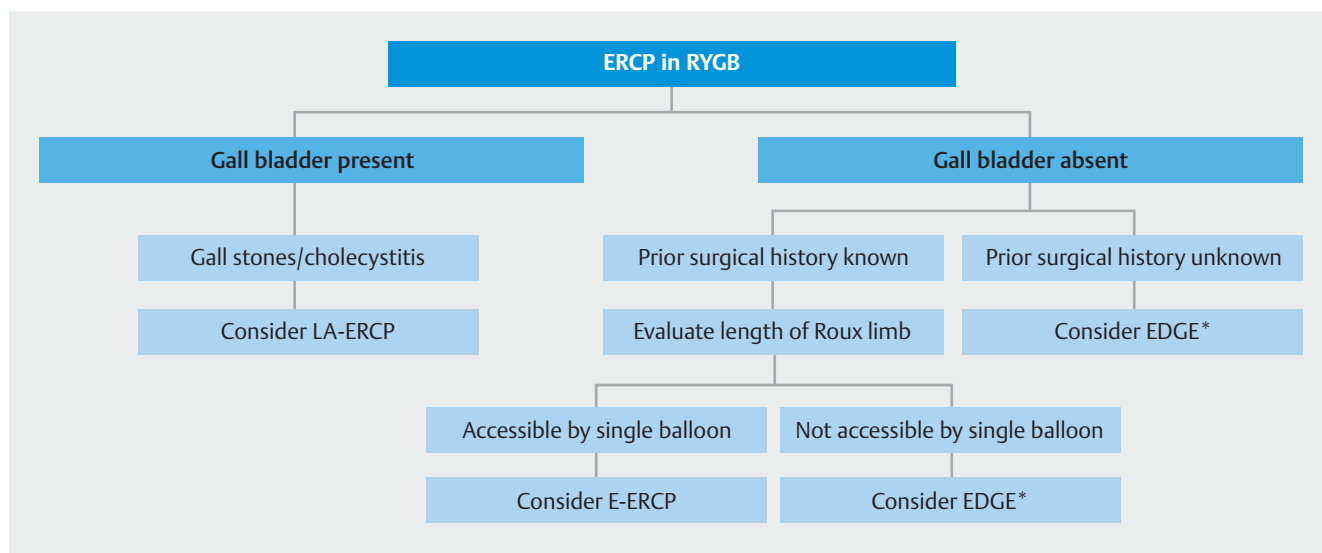 ERCP in RYGB
Gall bladder present
Gall bladder absent
Gall stones/cholecystitis
Prior surgical history known
Prior surgical history unknown
Consider LA-ERCP
Evaluate length of Roux limb
Consider EDGE*
Accessible by single balloon
Not accessible by single balloon
Consider E-ERCP
Consider EDGE*